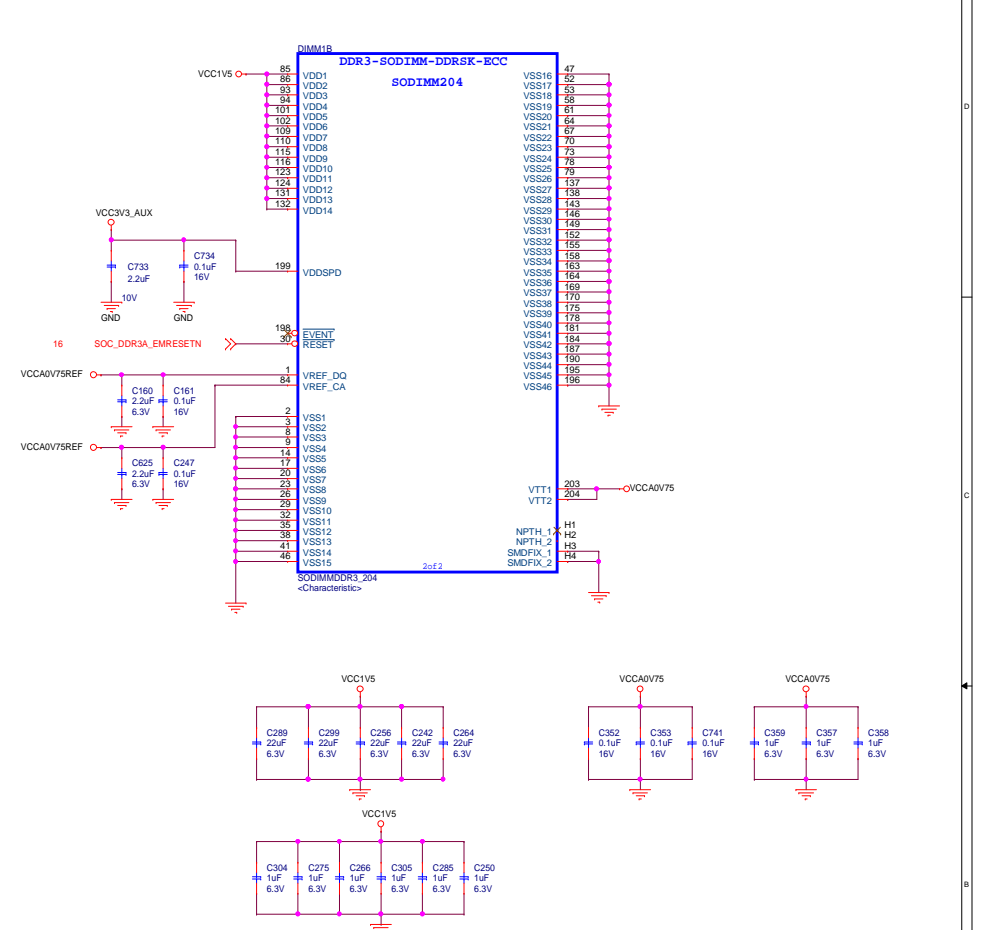 DIMM1B
DDR3-SODIMM-DDRSK-ECC
SODIMM204
VCC1V5
85 VDD1
86 VDD2
93 VDD3
94 VDD4
101 VDD5
102 VDD6
109 VDD7
110 VDD8
115 VDD9
116 VDD10
123 VDD11
124 VDD12
131 VDD13
132 VDD14
VSS16 47
VSS17 52
VSS18 53
VSS19 58
VSS20 61
VSS21 64
VSS22 67
VSS23 70
VSS24 73
VSS25 78
VSS26 79
VSS27 137
VSS28 138
VSS29 143
VSS30 146
VSS31 149
VSS32 152
VSS33 155
VSS34 158
VSS35 163
VSS36 164
VSS37 169
VSS38 170
VSS39 175
VSS40 178
VSS41 181
VSS42 184
VSS43 187
VSS44 190
VSS45 195
VSS46 196
VCC3V3_AUX
C733
2.2uF
10V
GND
C734
0.1uF
16V
GND
199 VDDSPD
198 EVENT
16 SOC_DDR3A_EMRESETN 30 RESET
VCCA0V75REF
1 VREF_DQ
84 VREF_CA
C160
2.2uF
6.3V
C161
0.1uF
16V
VCCA0V75REF
C625
2.2uF
6.3V
C247
0.1uF
16V
2 VSS1
3 VSS2
8 VSS3
9 VSS4
14 VSS5
17 VSS6
20 VSS7
23 VSS8
26 VSS9
29 VSS10
32 VSS11
35 VSS12
38 VSS13
41 VSS14
46 VSS15
VTT1 203 VCCA0V75
VTT2 204
NPTH_1 H1
NPTH_2 H2
SMDFIX_1 H3
SMDFIX_2 H4
2of2
SODIMMDDR3_204
<Characteristic>
VCC1V5
C289
22uF
6.3V
C299
22uF
6.3V
C256
22uF
6.3V
C242
22uF
6.3V
C264
22uF
6.3V
VCCA0V75
C352
0.1uF
16V
C353
0.1uF
16V
C741
0.1uF
16V
VCCA0V75
C359
1uF
6.3V
C357
1uF
6.3V
C358
1uF
6.3V
VCC1V5
C304
1uF
6.3V
C275
1uF
6.3V
C266
1uF
6.3V
C305
1uF
6.3V
C285
1uF
6.3V
C250
1uF
6.3V
D
C
B